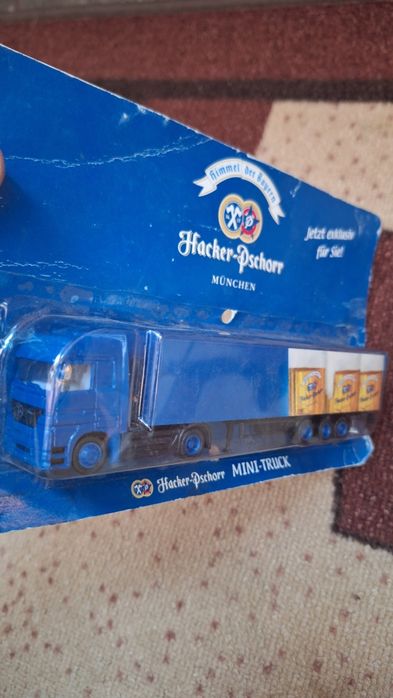 Himmel der Bayern
Hacker-Pschorr
MÜNCHEN
Jetzt exklusiv
für Sie!
Hacker-Pschorr MINI-TRUCK